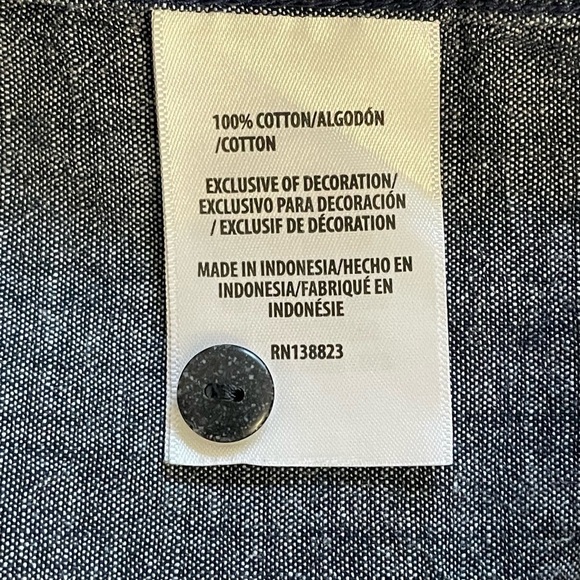 100% COTTON/ALGODÓN
/COTTON
EXCLUSIVE OF DECORATION/
EXCLUSIVO PARA DECORACIÓN
/ EXCLUSIF DE DÉCORATION
MADE IN INDONESIA/HECHO EN
INDONESIA/FABRIQUÉ EN
INDONÉSIE
RN138823